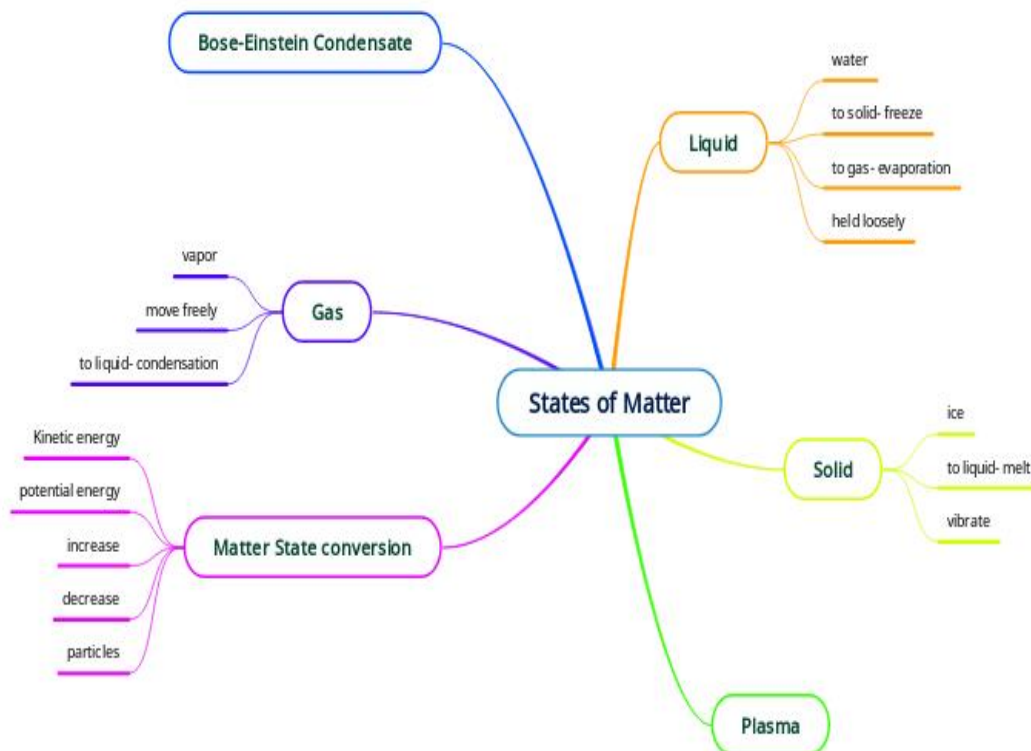 Bose-Einstein Condensate
water
to solid- freeze
Liquid
to gas- evaporation
held loosely
vapor
Gas
move freely
to liquid- condensation
States of Matter
ice
Solid
to liquid- melt
vibrate
Kinetic energy
potential energy
Matter State conversion
increase
decrease
particles
Plasma